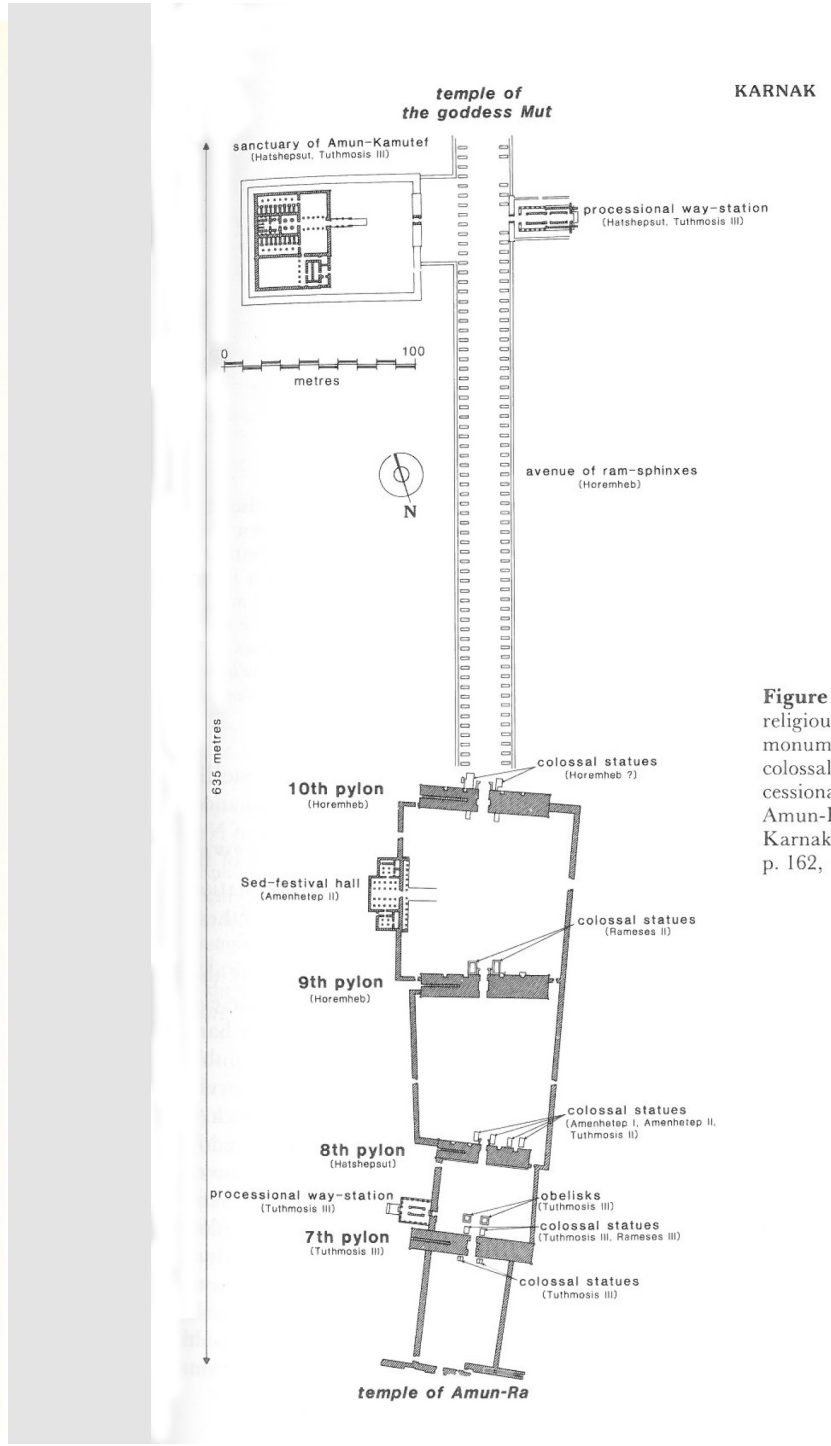 KARNAK
temple of
the goddess Mut
sanctuary of Amun-Kamutef
(Hatshepsut, Tuthmosis III)
processional way-station
(Hatshepsut, Tuthmosis III)
0 100
metres
N
avenue of ram-sphinxes
(Horemheb)
635 metres
Figure
religiou
monum
colossal
cessiona
Amun-
Karnak
p. 162,
colossal statues
(Horemheb ?)
10th pylon
(Horemheb)
Sed-festival hall
(Amenhetep II)
colossal statues
(Rameses II)
9th pylon
(Horemheb)
colossal statues
(Amenhetep I, Amenhetep II,
Tuthmosis II)
8th pylon
(Hatshepsut)
processional way-station
(Tuthmosis III)
obelisks
(Tuthmosis III)
colossal statues
(Tuthmosis III, Rameses III)
7th pylon
(Tuthmosis III)
colossal statues
(Tuthmosis III)
temple of Amun-Ra